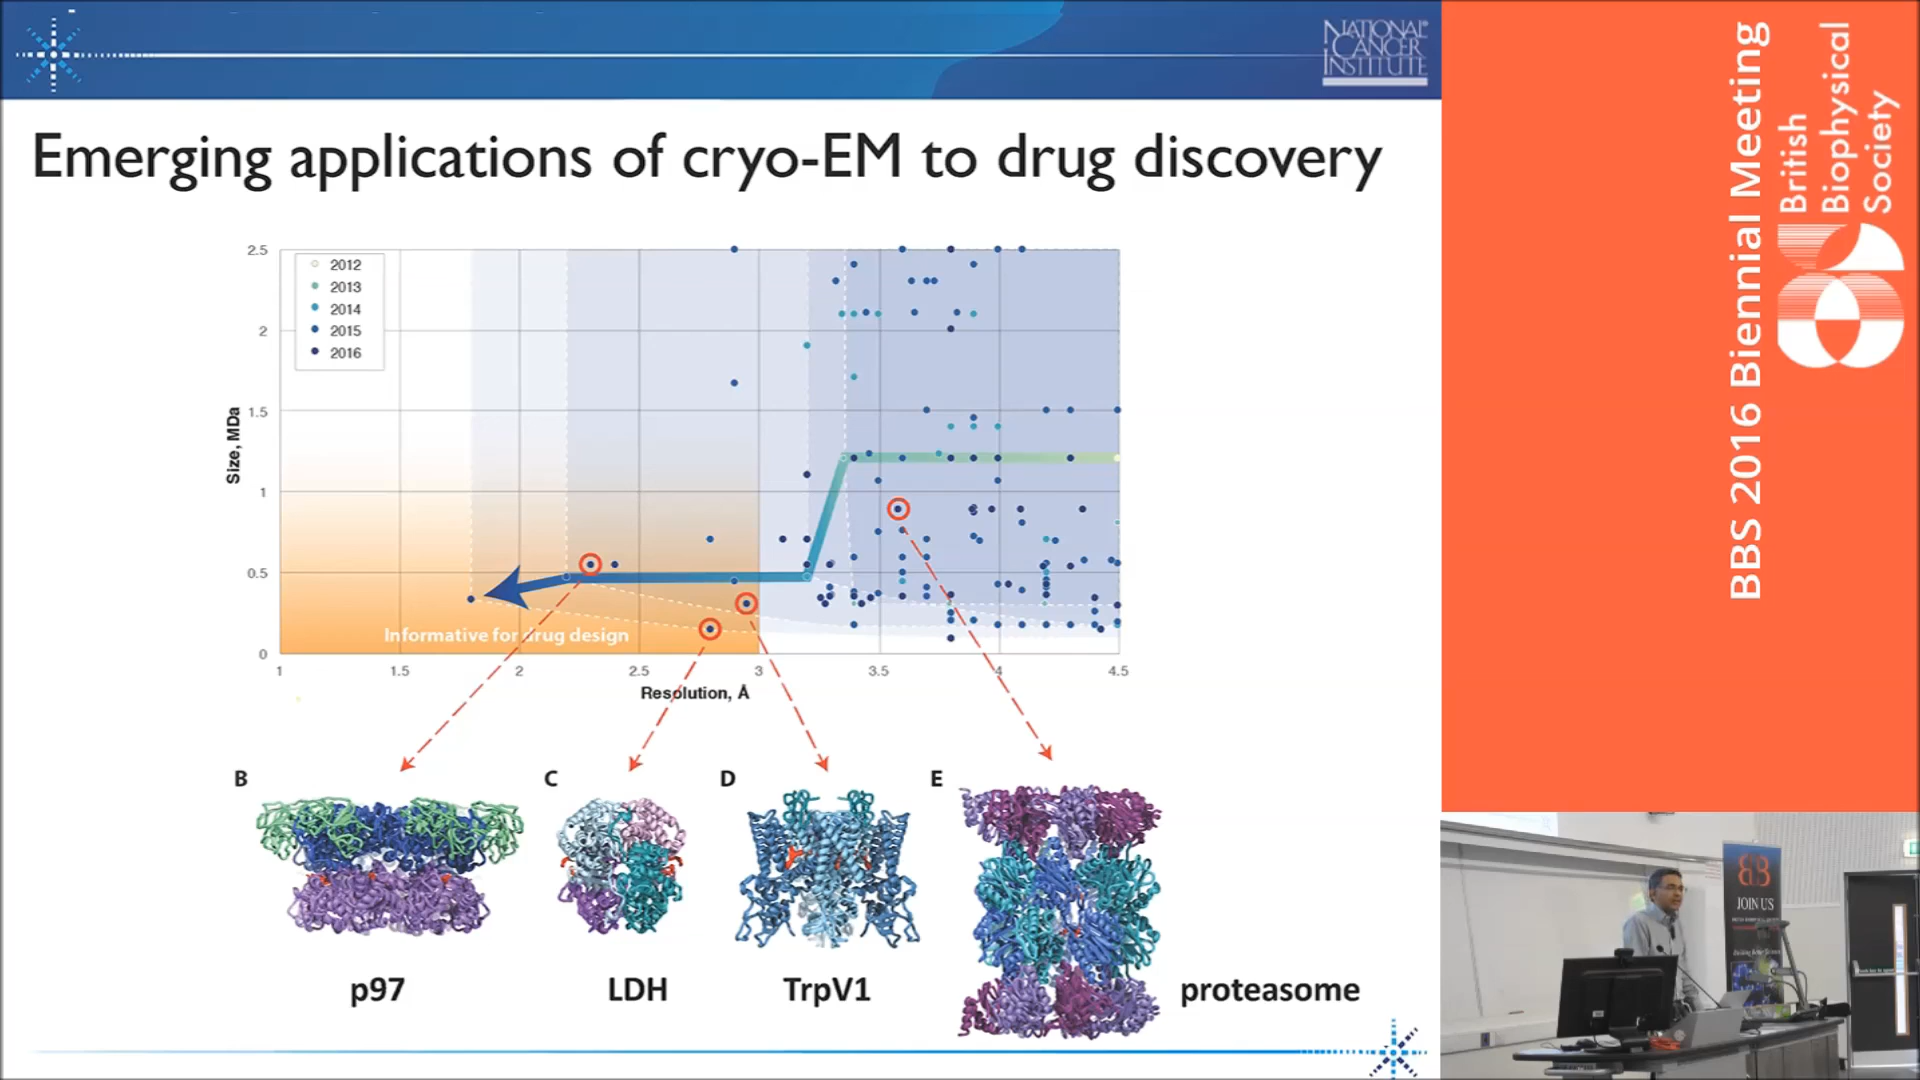 NATIONAL
CANCER
INSTITUTE
Emerging applications of cryo-EM to drug discovery
2.5
2
1.5
1
0.5
0
Size, MDa
2012
2013
2014
2015
2016
Informative for drug design
1
1.5
2
2.5
3
3.5
4
4.5
Resolution, Å
B
C
D
E
p97
LDH
TrpV1
proteasome
BBS 2016 Biennial Meeting
British
Biophysical
Society
JOIN US